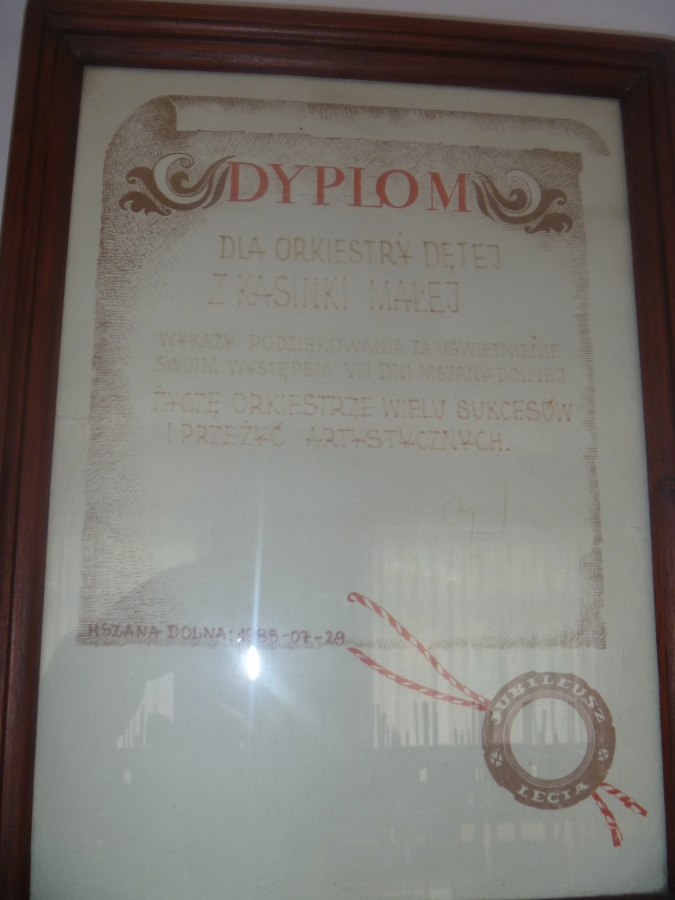 DYPLOM
DLA ORKIESTRY DĘTEJ
Z KASINKI MAŁEJ
WYRAZY PODZIĘKOWANIA ZA UŚWIETNIENIE
SWOIM WYSTĘPEM VIII DNI MSZANY DOLNEJ.
ŻYCZĘ ORKIESTRZE WIELU SUKCESÓW
I PRZEŻYĆ ARTYSTYCZNYCH.
MSZANA DOLNA: 1988-07-29
JUBILEUSZ
LECIA